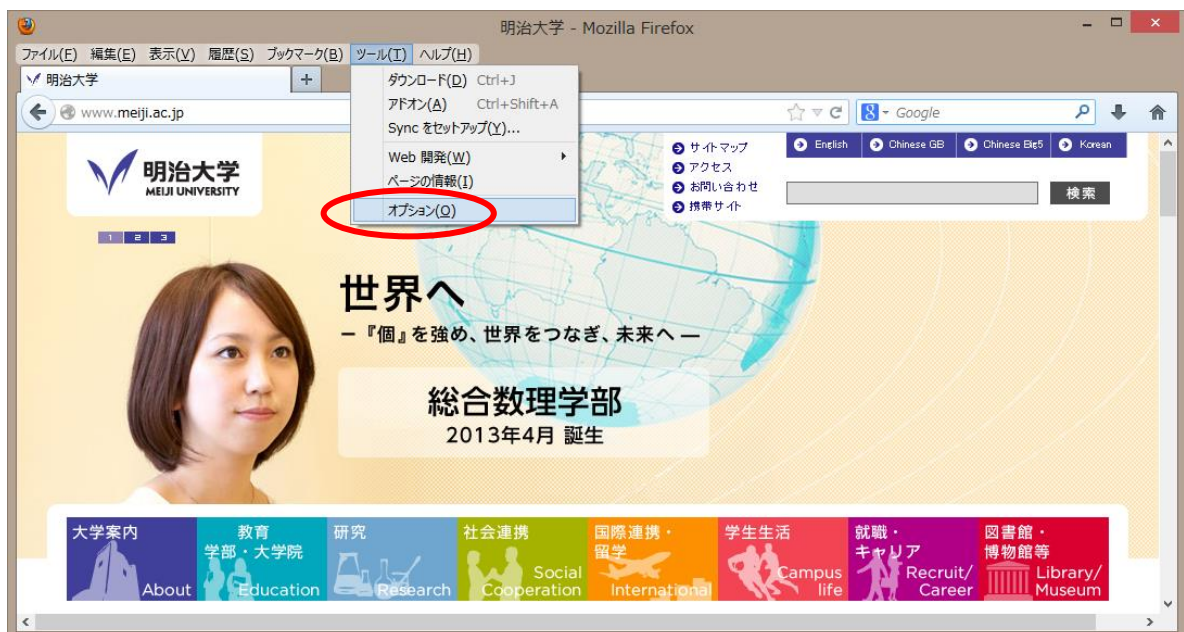 明治大学 - Mozilla Firefox
ファイル(F) 編集(E) 表示(V) 履歴(S) ブックマーク(B) ツール(T) ヘルプ(H)
明治大学 +
www.meiji.ac.jp
Google
ダウンロード(D) Ctrl+J
アドオン(A) Ctrl+Shift+A
Sync をセットアップ(Y)...
Web 開発(W)
ページの情報(I)
オプション(O)
明治大学
MEIJI UNIVERSITY
サイトマップ
アクセス
お問い合わせ
携帯サイト
English Chinese GB Chinese Big5 Korean
検索
1 2 3
世界へ
―『個』を強め、世界をつなぎ、未来へ―
総合数理学部
2013年4月 誕生
大学案内
About
教育
学部・大学院
Education
研究
Research
社会連携
Social
Cooperation
国際連携・
留学
International
学生生活
Campus
life
就職・
キャリア
Recruit/
Career
図書館・
博物館等
Library/
Museum